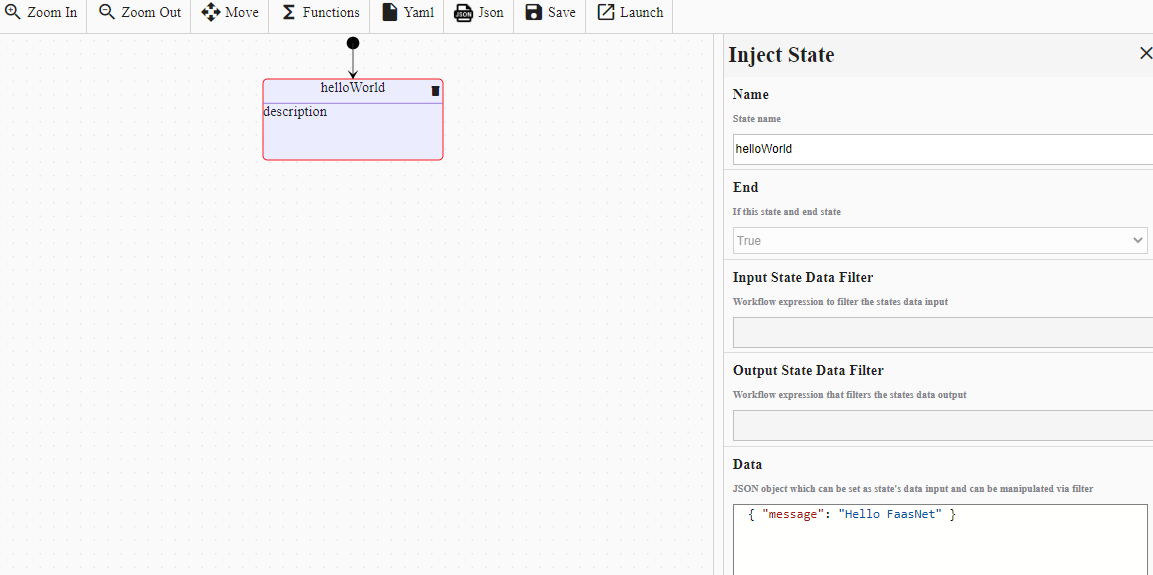 Zoom In Zoom Out Move Functions Yaml JSON Json Save Launch
helloWorld
description
Inject State
Name
State name
helloWorld
End
If this state and end state
True
Input State Data Filter
Workflow expression to filter the states data input
Output State Data Filter
Workflow expression that filters the states data output
Data
JSON object which can be set as state's data input and can be manipulated via filter
{ "message": "Hello FaasNet" }